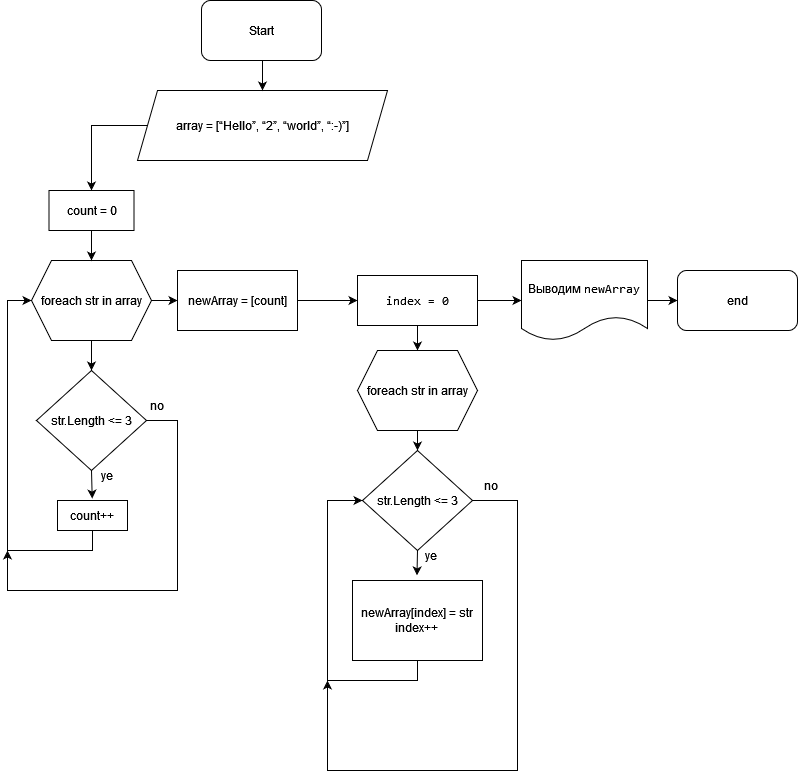 Start
array = [“Hello”, “2”, “world”, “:-)”]
count = 0
foreach str in array
newArray = [count]
index = 0
Выводим newArray
end
str.Length <= 3
no
ye
count++
foreach str in array
str.Length <= 3
no
ye
newArray[index] = str
index++